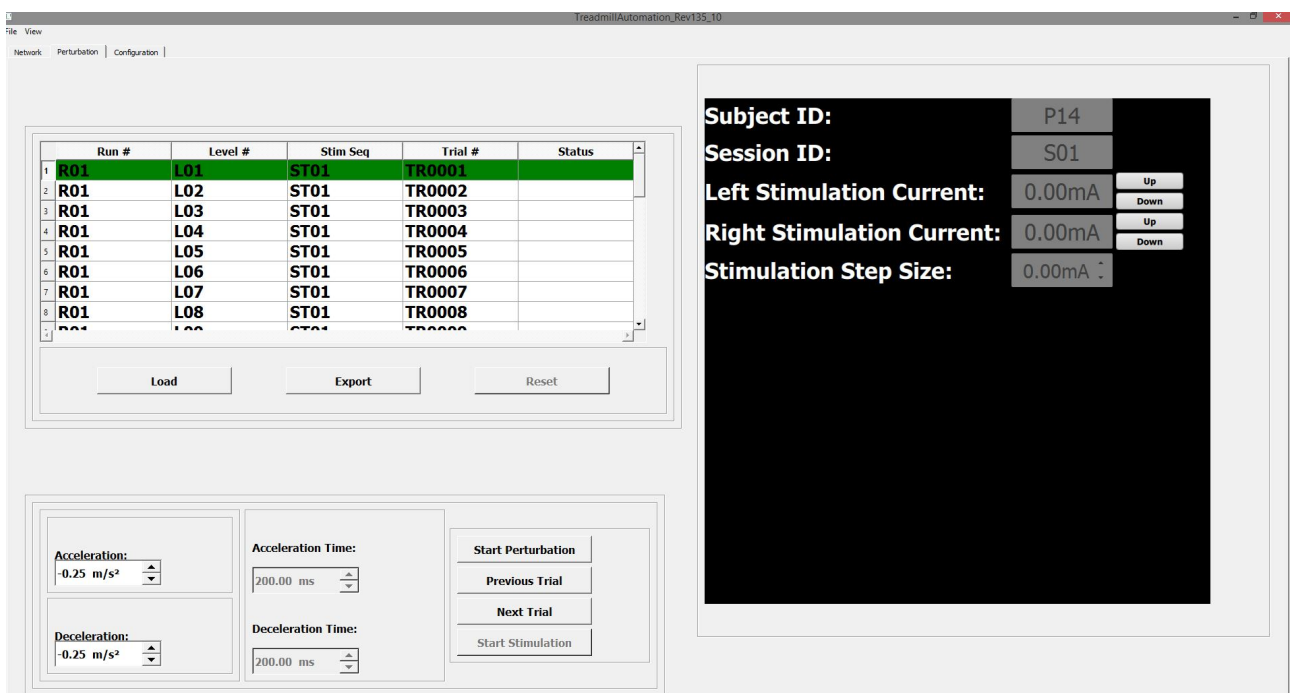 TreadmillAutomation_Rev135_10
File View
Network Perturbation Configuration
Run # Level # Stim Seq Trial # Status
1 R01 L01 ST01 TR0001
2 R01 L02 ST01 TR0002
3 R01 L03 ST01 TR0003
4 R01 L04 ST01 TR0004
5 R01 L05 ST01 TR0005
6 R01 L06 ST01 TR0006
7 R01 L07 ST01 TR0007
8 R01 L08 ST01 TR0008
Load Export Reset
Subject ID: P14
Session ID: S01
Left Stimulation Current: 0.00mA Up
Down
Right Stimulation Current: 0.00mA Up
Down
Stimulation Step Size: 0.00mA
Acceleration:
-0.25 m/s²
Deceleration:
-0.25 m/s²
Acceleration Time:
200.00 ms
Deceleration Time:
200.00 ms
Start Perturbation
Previous Trial
Next Trial
Start Stimulation